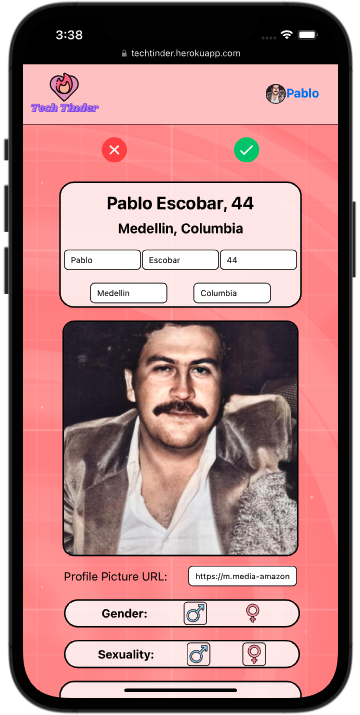 3:38
techtinder.herokuapp.com
Tech Tinder
Pablo
Pablo Escobar, 44
Medellin, Columbia
Pablo Escobar 44
Medellin Columbia
Profile Picture URL: https://m.media-amazon
Gender:
Sexuality: